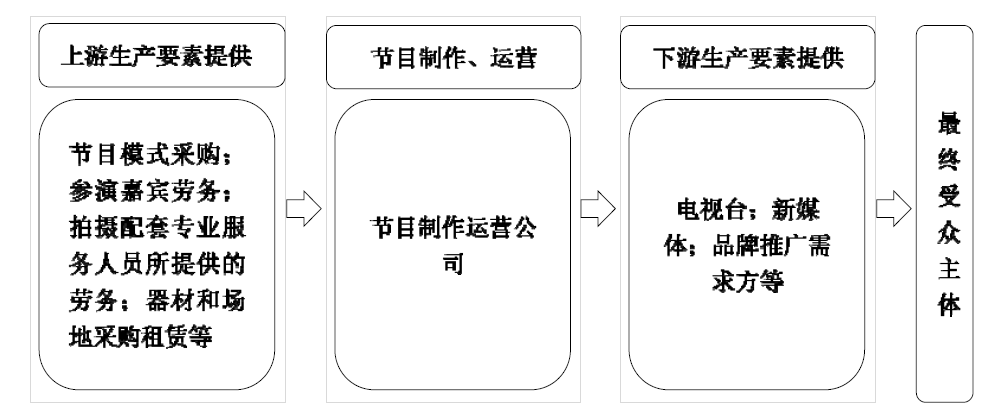 上游生产要素提供
节目模式采购；
参演嘉宾劳务；
拍摄配套专业服
务人员所提供的
劳务；器材和场
地采购租赁等
节目制作、运营
节目制作运营公
司
下游生产要素提供
电视台；新媒
体；品牌推广需
求方等
最
终
受
众
主
体